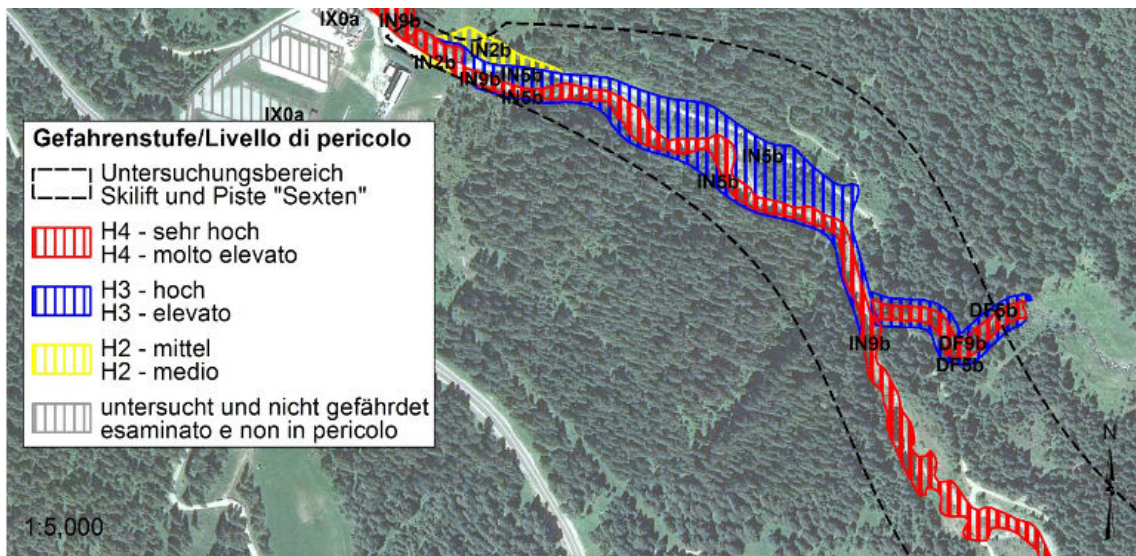 IX0a
IN9b
IN2b
IN2b
IN9b
IN5b
IN5b
IX0a
Gefahrenstufe/Livello di pericolo
Untersuchungsbereich
Skilift und Piste "Sexten"
H4 - sehr hoch
H4 - molto elevato
H3 - hoch
H3 - elevato
H2 - mittel
H2 - medio
untersucht und nicht gefährdet
esaminato e non in pericolo
IN5b
IN5b
DF6b
DF9b
DF5b
IN9b
N
S
1:5,000